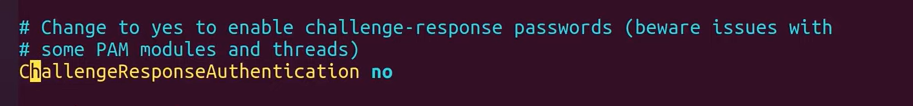 # Change to yes to enable challenge-response passwords (beware issues with
# some PAM modules and threads)
ChallengeResponseAuthentication no